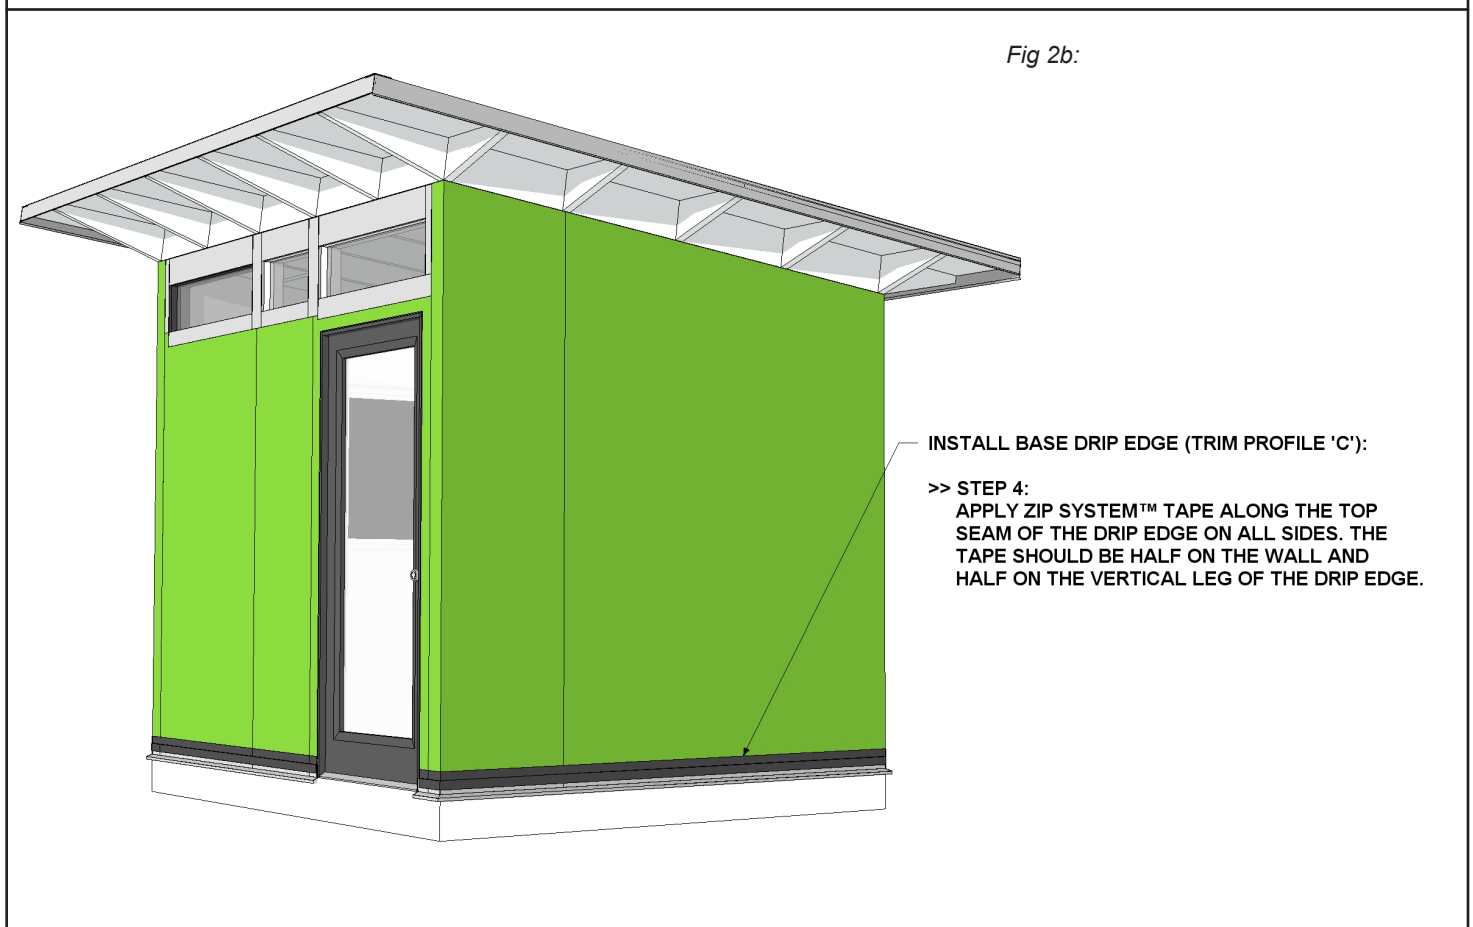 Fig 2b:
INSTALL BASE DRIP EDGE (TRIM PROFILE 'C'):
>> STEP 4:
APPLY ZIP SYSTEM™ TAPE ALONG THE TOP
SEAM OF THE DRIP EDGE ON ALL SIDES. THE
TAPE SHOULD BE HALF ON THE WALL AND
HALF ON THE VERTICAL LEG OF THE DRIP EDGE.